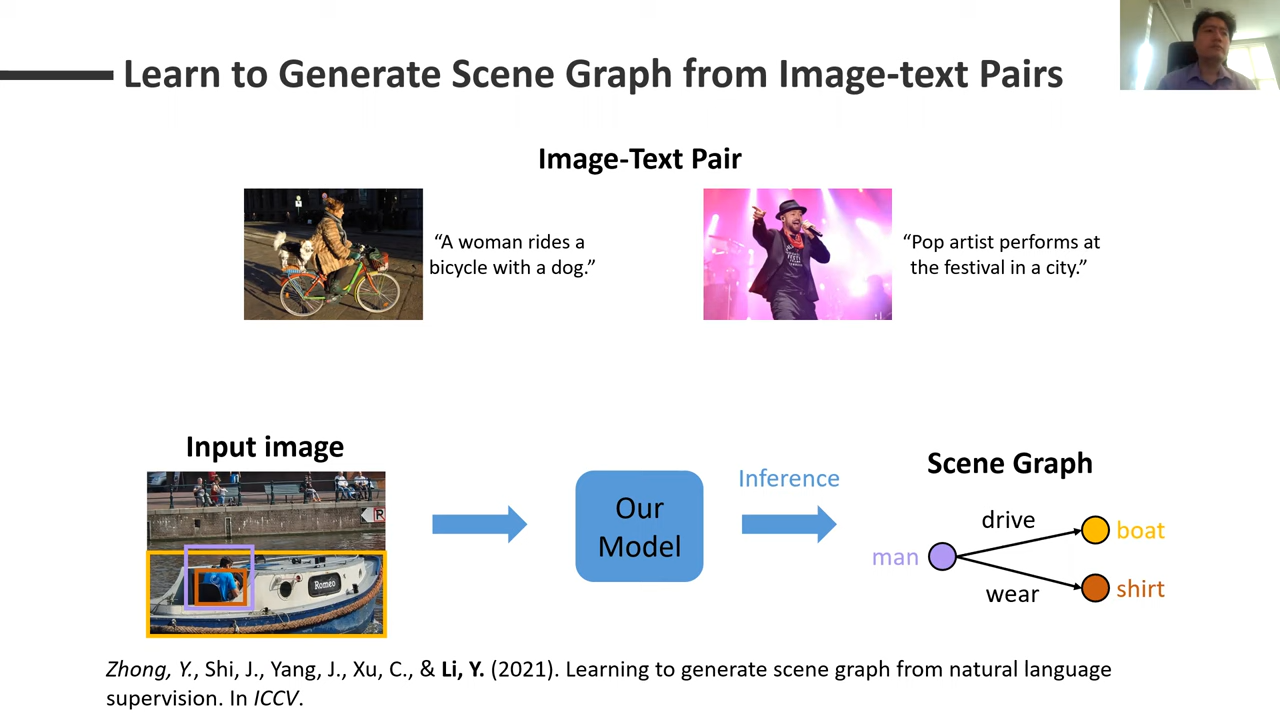 Learn to Generate Scene Graph from Image-text Pairs
Image-Text Pair
“A woman rides a
bicycle with a dog.”
“Pop artist performs at
the festival in a city.”
Input image
R
Roméo
Our
Model
Inference
Scene Graph
drive
boat
man
wear
shirt
Zhong, Y., Shi, J., Yang, J., Xu, C., & Li, Y. (2021). Learning to generate scene graph from natural language
supervision. In ICCV.